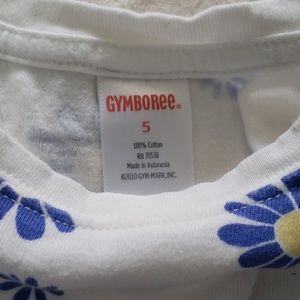 GYMBOREE®
5
100% Cotton
RN 70530
Made in Indonesia
©2010 GYM-MARK, INC.